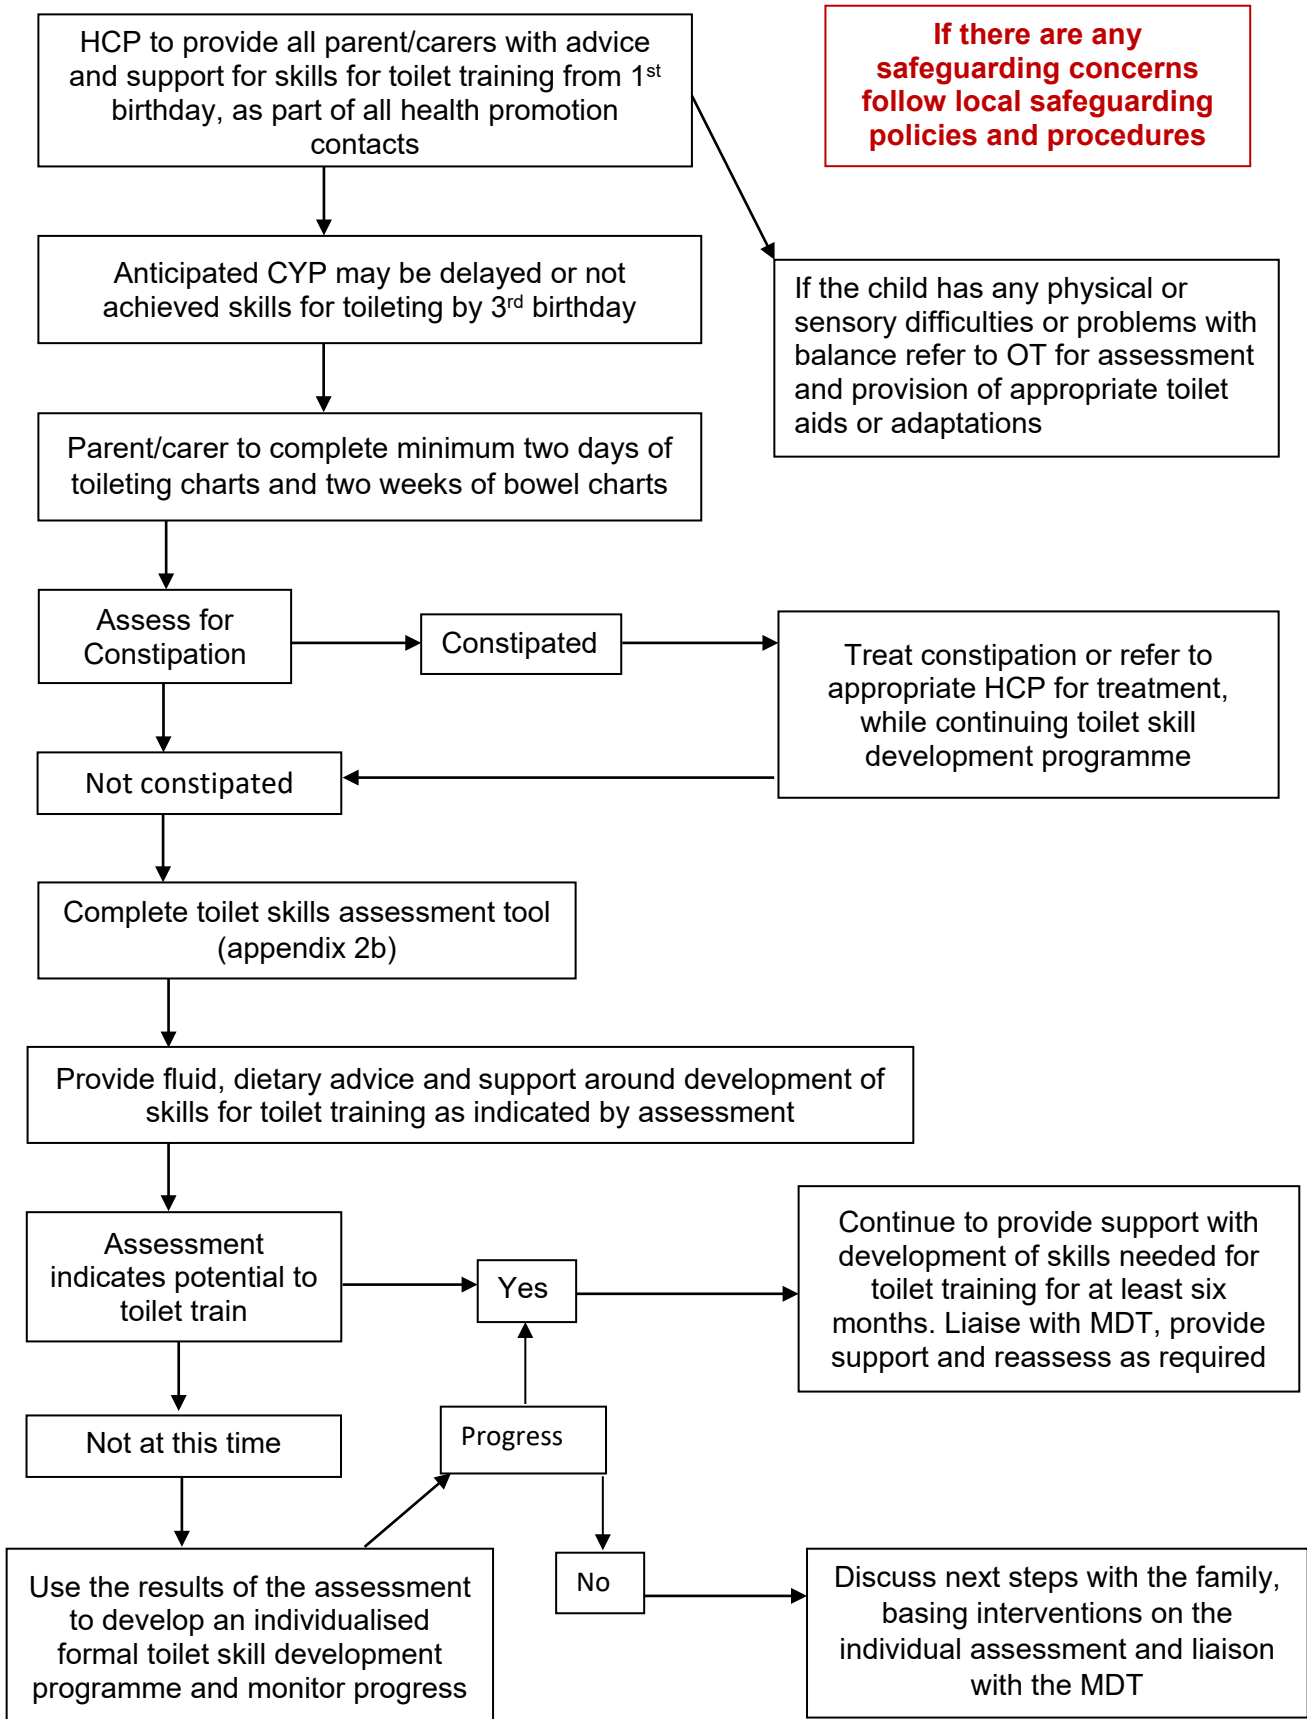 HCP to provide all parent/carers with advice
and support for skills for toilet training from 1st
birthday, as part of all health promotion
contacts
If there are any
safeguarding concerns
follow local safeguarding
policies and procedures
Anticipated CYP may be delayed or not
achieved skills for toileting by 3rd birthday
If the child has any physical or
sensory difficulties or problems with
balance refer to OT for assessment
and provision of appropriate toilet
aids or adaptations
Parent/carer to complete minimum two days of
toileting charts and two weeks of bowel charts
Assess for
Constipation
Constipated
Treat constipation or refer to
appropriate HCP for treatment,
while continuing toilet skill
development programme
Not constipated
Complete toilet skills assessment tool
(appendix 2b)
Provide fluid, dietary advice and support around development of
skills for toilet training as indicated by assessment
Assessment
indicates potential to
toilet train
Yes
Continue to provide support with
development of skills needed for
toilet training for at least six
months. Liaise with MDT, provide
support and reassess as required
Not at this time
Progress
Use the results of the assessment
to develop an individualised
formal toilet skill development
programme and monitor progress
No
Discuss next steps with the family,
basing interventions on the
individual assessment and liaison
with the MDT